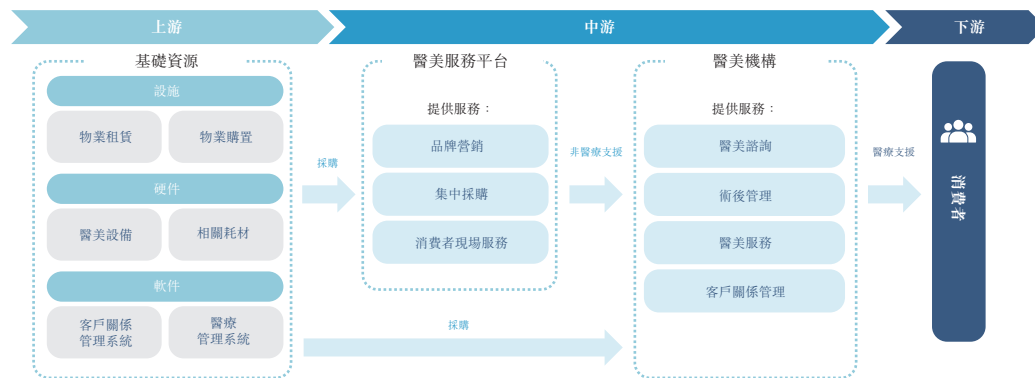 上游
中游
下游
基礎資源
設施
物業租賃
物業購置
硬件
醫美設備
相關耗材
軟件
客戶關係
管理系統
醫療
管理系統
採購
醫美服務平台
提供服務：
品牌營銷
集中採購
消費者現場服務
非醫療支援
採購
醫美機構
提供服務：
醫美諮詢
術後管理
醫美服務
客戶關係管理
醫療支援
消費者